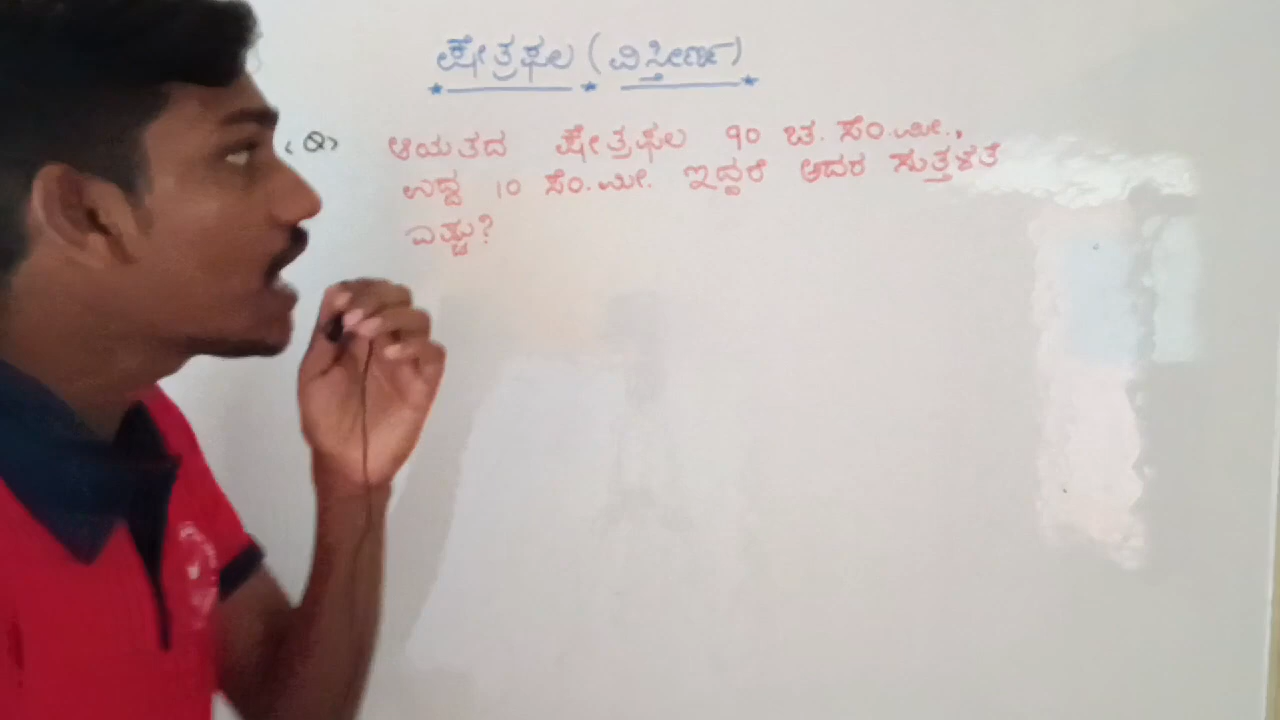 ಕ್ಷೇತ್ರಫಲ (ವಿಸ್ತೀರ್ಣ)
(Q) ಆಯತದ ಕ್ಷೇತ್ರಫಲ 90 ಚ. ಸೆಂ.ಮೀ.,
ಉದ್ದ 10 ಸೆಂ.ಮೀ. ಇದ್ದರೆ ಅದರ ಸುತ್ತಳತೆ
ಎಷ್ಟು?